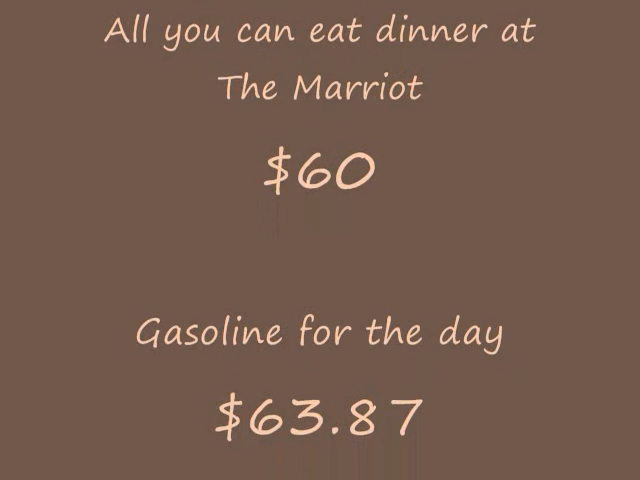 All you can eat dinner at
The Marriot
$60
Gasoline for the day
$63.87